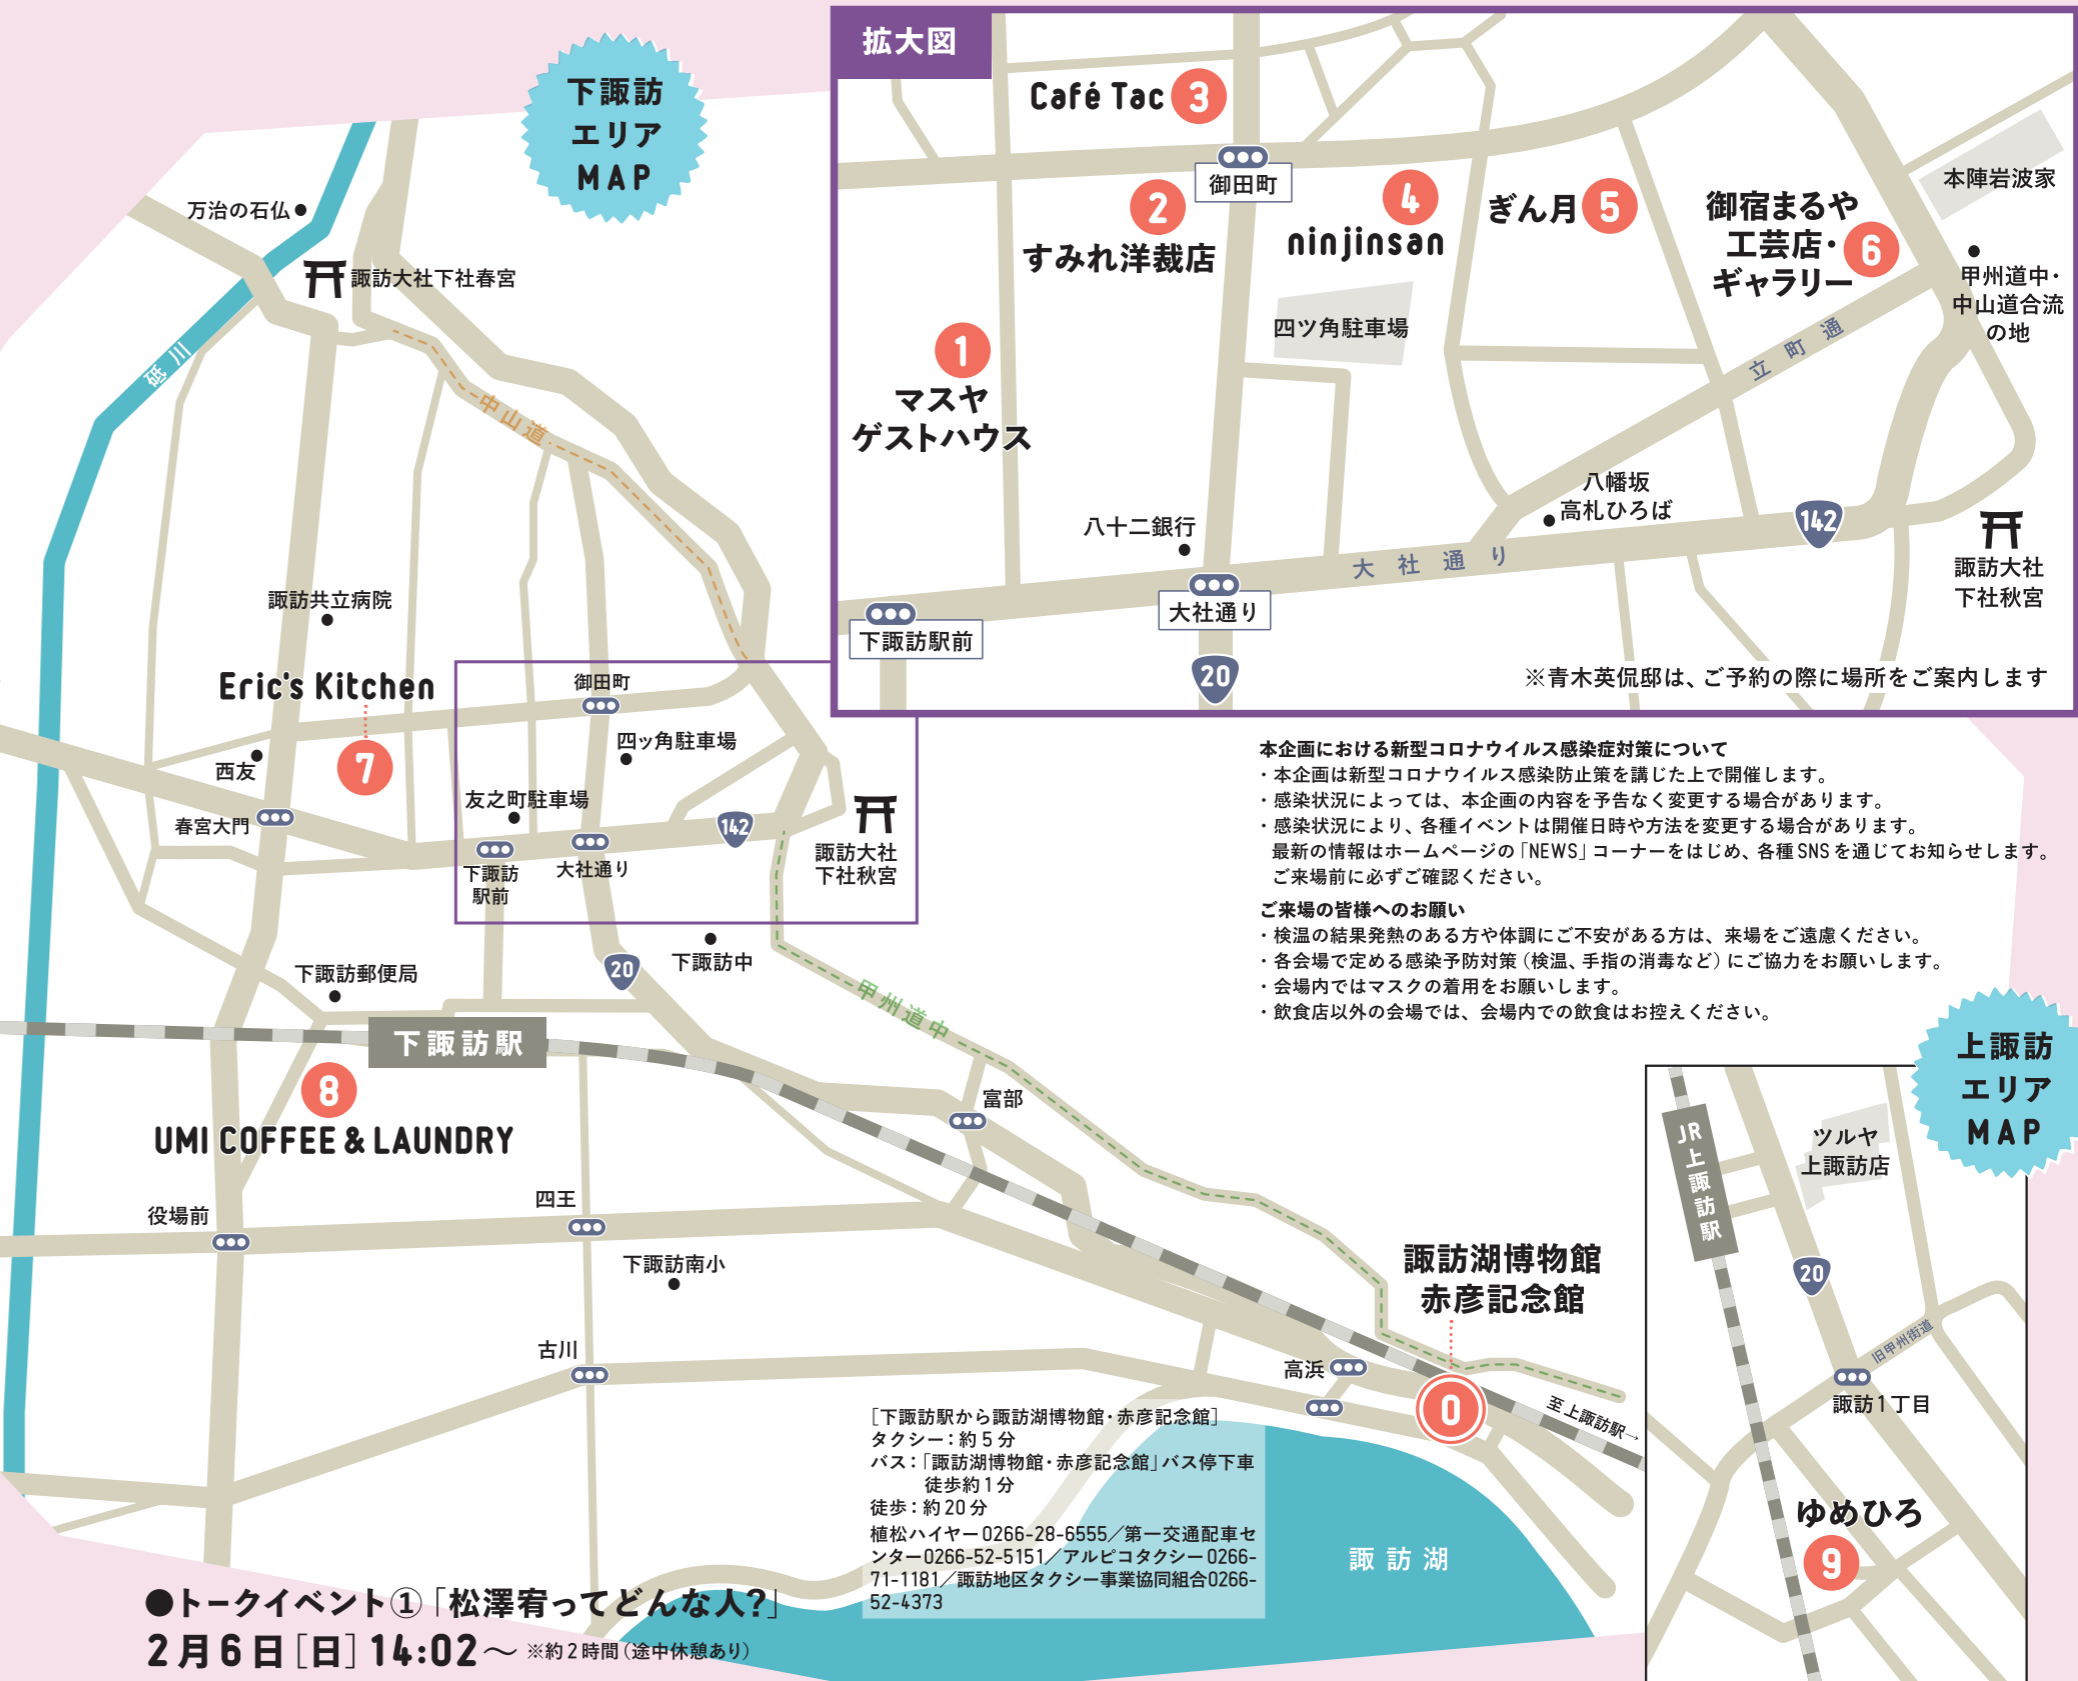 下諏訪
エリア
MAP
万治の石仏
諏訪大社下社春宮
砥川
中山道
諏訪共立病院
Eric's Kitchen
7
西友
春宮大門
御田町
四ッ角駐車場
友之町駐車場
142
下諏訪
駅前
大社通り
諏訪大社
下社秋宮
20
下諏訪中
甲州道中
下諏訪郵便局
下諏訪駅
8
UMI COFFEE & LAUNDRY
富部
役場前
四王
下諏訪南小
古川
諏訪湖博物館
赤彦記念館
高浜
0
至上諏訪駅→
諏訪湖
拡大図
Café Tac 3
御田町
2
すみれ洋裁店
4
ninjinsan
ぎん月 5
御宿まるや
工芸店・
ギャラリー 6
本陣岩波家
甲州道中・
中山道合流
の地
四ツ角駐車場
立町通
1
マスヤ
ゲストハウス
八十二銀行
八幡坂
高札ひろば
142
大社通り
大社通り
下諏訪駅前
20
諏訪大社
下社秋宮
※青木英侃邸は、ご予約の際に場所をご案内します
本企画における新型コロナウイルス感染症対策について
・本企画は新型コロナウイルス感染防止策を講じた上で開催します。
・感染状況によっては、本企画の内容を予告なく変更する場合があります。
・感染状況により、各種イベントは開催日時や方法を変更する場合があります。
最新の情報はホームページの「NEWS」コーナーをはじめ、各種SNSを通じてお知らせします。
ご来場前に必ずご確認ください。
ご来場の皆様へのお願い
・検温の結果発熱のある方や体調にご不安がある方は、来場をご遠慮ください。
・各会場で定める感染予防対策（検温、手指の消毒など）にご協力をお願いします。
・会場内ではマスクの着用をお願いします。
・飲食店以外の会場では、会場内での飲食はお控えください。
上諏訪
エリア
MAP
JR上諏訪駅
ツルヤ
上諏訪店
20
旧甲州街道
諏訪1丁目
ゆめひろ
9
［下諏訪駅から諏訪湖博物館・赤彦記念館］
タクシー：約5分
バス：「諏訪湖博物館・赤彦記念館」バス停下車
徒歩約1分
徒歩：約20分
植松ハイヤー0266-28-6555／第一交通配車セ
ンター0266-52-5151／アルピコタクシー0266-
71-1181／諏訪地区タクシー事業協同組合0266-
52-4373
●トークイベント①「松澤宥ってどんな人?」
2月6日［日］14:02〜 ※約2時間（途中休憩あり）